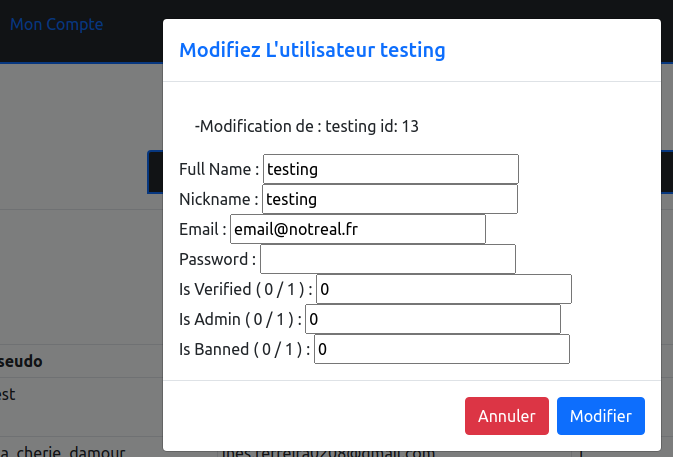 Mon Compte
Modifiez L'utilisateur testing
-Modification de : testing id: 13
Full Name : testing
Nickname : testing
Email : email@notreal.fr
Password :
Is Verified ( 0 / 1 ) : 0
Is Admin ( 0 / 1 ) : 0
Is Banned ( 0 / 1 ) : 0
seudo
est
Annuler Modifier
a_cherie_damour